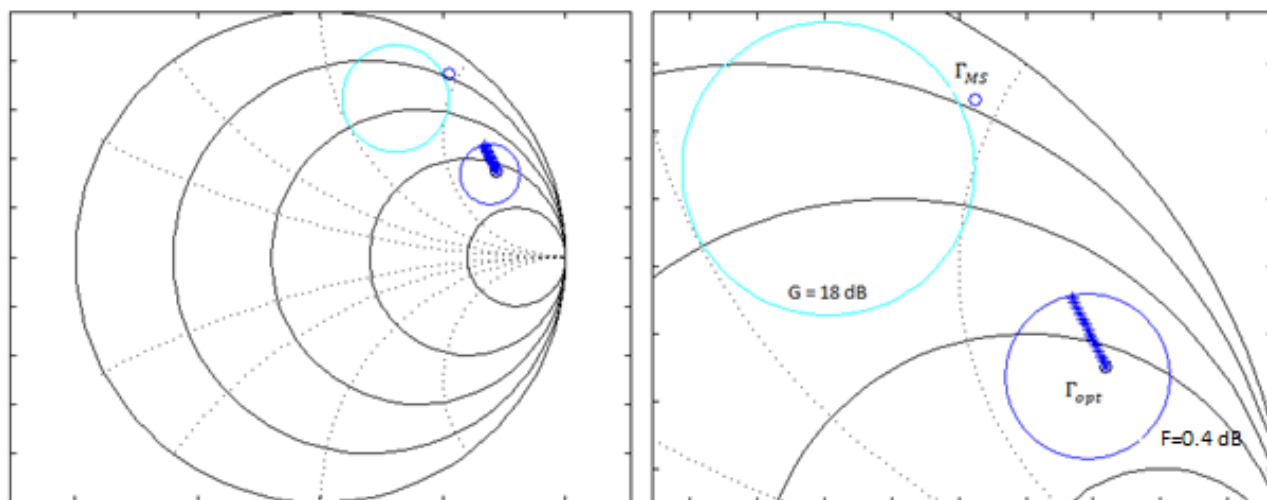 Γ_MS
G = 18 dB
Γ_opt
F=0.4 dB